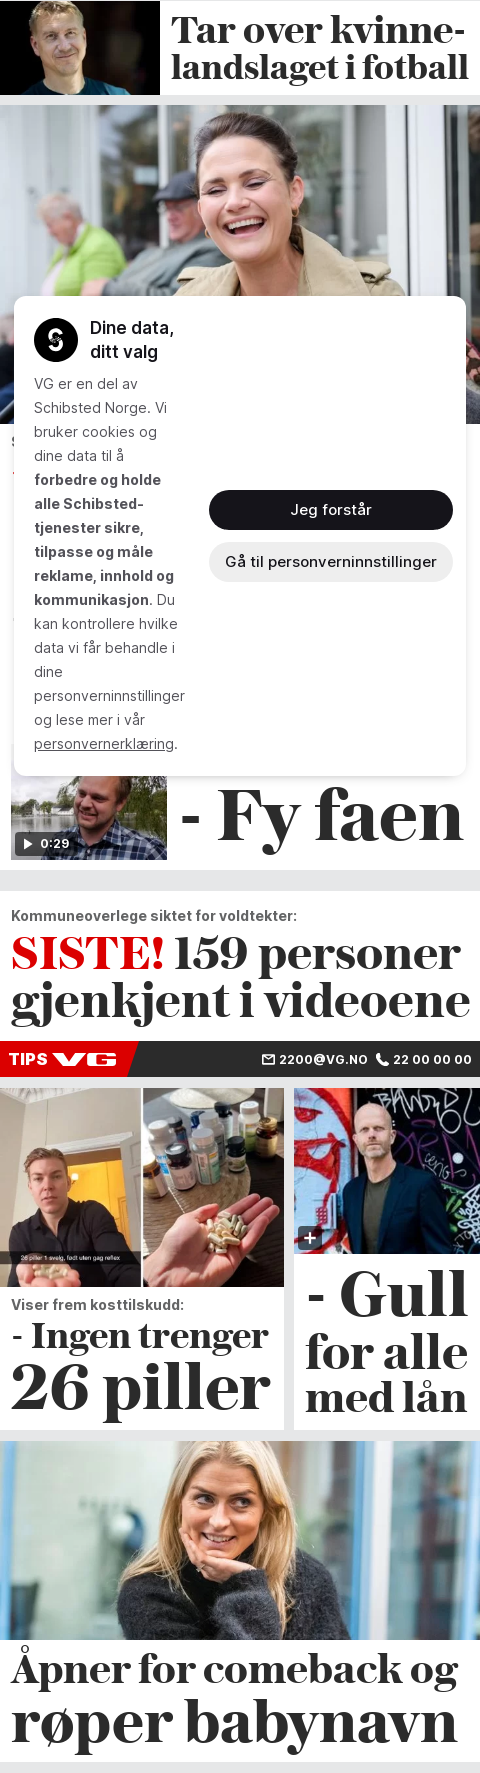 Tar over kvinne-
landslaget i fotball
Dine data,
ditt valg
VG er en del av
Schibsted Norge. Vi
bruker cookies og
dine data til å
forbedre og holde
alle Schibsted-
tjenester sikre,
tilpasse og måle
reklame, innhold og
kommunikasjon. Du
kan kontrollere hvilke
data vi får behandle i
dine
personverninnstillinger
og lese mer i vår
personvernerklæring.
Jeg forstår
Gå til personverninnstillinger
0:29
- Fy faen
Kommuneoverlege siktet for voldtekter:
SISTE! 159 personer
gjenkjent i videoene
TIPS VG
2200@VG.NO 22 00 00 00
26 piller 1 svelg, født uten gag reflex
Viser frem kosttilskudd:
- Ingen trenger
26 piller
- Gull
for alle
med lån
Åpner for comeback og
røper babynavn